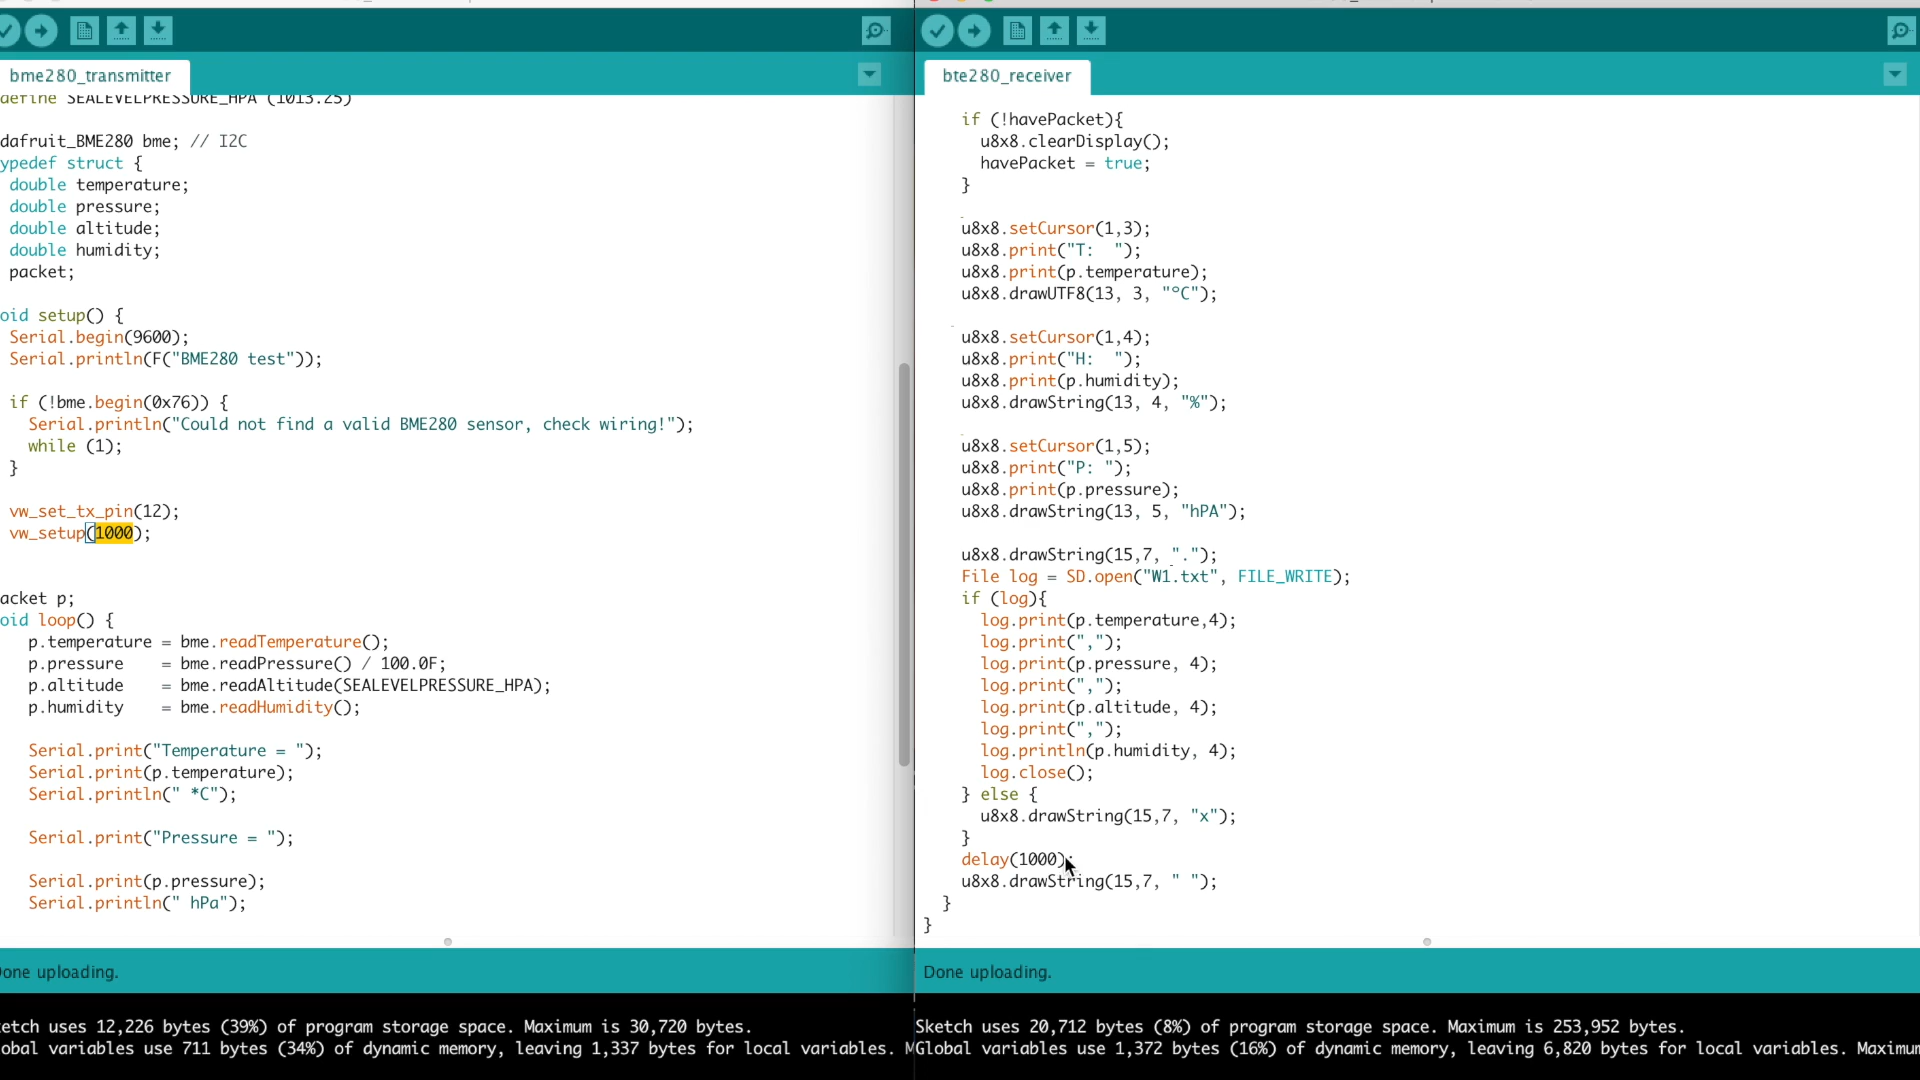 bme280_transmitter
define SEALEVELPRESSURE_HPA (1013.25)
dafruit_BME280 bme; // I2C
ypedef struct {
double temperature;
double pressure;
double altitude;
double humidity;
packet;
oid setup() {
Serial.begin(9600);
Serial.println(F("BME280 test"));
if (!bme.begin(0x76)) {
Serial.println("Could not find a valid BME280 sensor, check wiring!");
while (1);
}
vw_set_tx_pin(12);
vw_setup(1000);
acket p;
oid loop() {
p.temperature = bme.readTemperature();
p.pressure    = bme.readPressure() / 100.0F;
p.altitude    = bme.readAltitude(SEALEVELPRESSURE_HPA);
p.humidity    = bme.readHumidity();
Serial.print("Temperature = ");
Serial.print(p.temperature);
Serial.println(" *C");
Serial.print("Pressure = ");
Serial.print(p.pressure);
Serial.println(" hPa");
one uploading.
etch uses 12,226 bytes (39%) of program storage space. Maximum is 30,720 bytes.
obal variables use 711 bytes (34%) of dynamic memory, leaving 1,337 bytes for local variables. M
bte280_receiver
if (!havePacket){
u8x8.clearDisplay();
havePacket = true;
}
u8x8.setCursor(1,3);
u8x8.print("T:  ");
u8x8.print(p.temperature);
u8x8.drawUTF8(13, 3, "°C");
u8x8.setCursor(1,4);
u8x8.print("H:  ");
u8x8.print(p.humidity);
u8x8.drawString(13, 4, "%");
u8x8.setCursor(1,5);
u8x8.print("P: ");
u8x8.print(p.pressure);
u8x8.drawString(13, 5, "hPA");
u8x8.drawString(15,7, ".");
File log = SD.open("W1.txt", FILE_WRITE);
if (log){
log.print(p.temperature,4);
log.print(",");
log.print(p.pressure, 4);
log.print(",");
log.print(p.altitude, 4);
log.print(",");
log.println(p.humidity, 4);
log.close();
} else {
u8x8.drawString(15,7, "x");
}
delay(1000);
u8x8.drawString(15,7, " ");
}
}
Done uploading.
Sketch uses 20,712 bytes (8%) of program storage space. Maximum is 253,952 bytes.
Global variables use 1,372 bytes (16%) of dynamic memory, leaving 6,820 bytes for local variables. Maximum